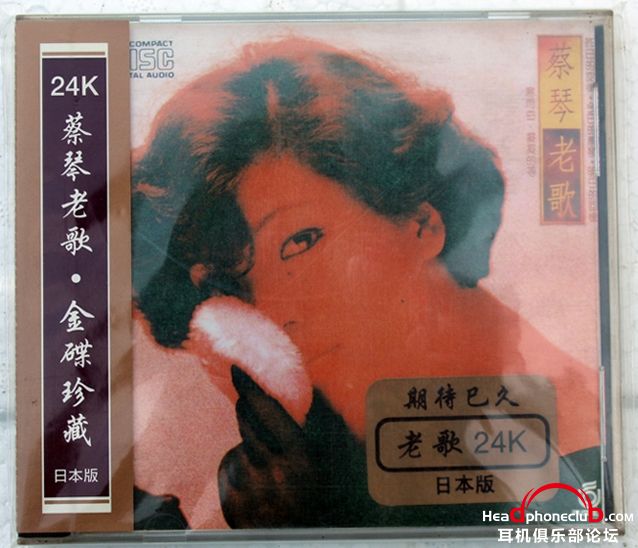 24K
蔡琴老歌·金碟珍藏
日本版
COMPACT
DISC
DIGITAL AUDIO
蔡琴老歌
期待已久
老歌 24K
日本版
HeadphoneclubD.com
耳机俱乐部论坛